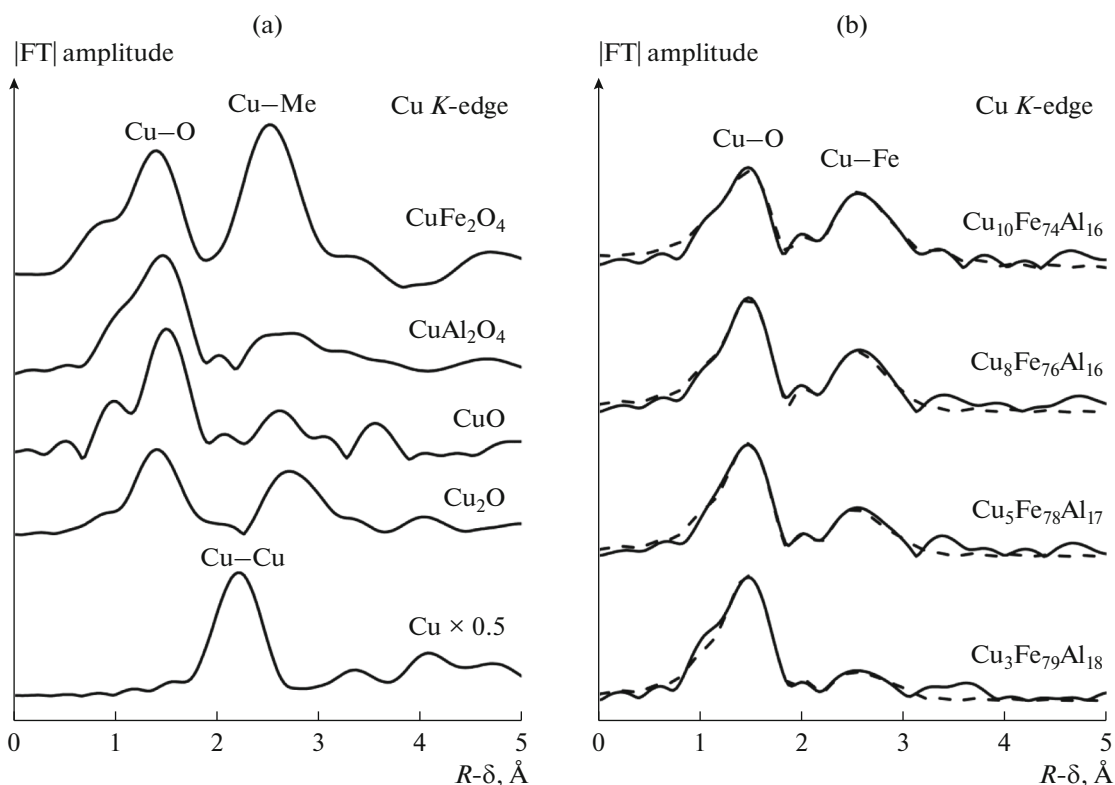 (a)
|FT| amplitude
Cu K-edge
Cu–Me
Cu–O
CuFe₂O₄
CuAl₂O₄
CuO
Cu₂O
Cu–Cu
Cu × 0.5
0 1 2 3 4 5
R-δ, Å
(b)
|FT| amplitude
Cu K-edge
Cu–O
Cu–Fe
Cu₁₀Fe₇₄Al₁₆
Cu₈Fe₇₆Al₁₆
Cu₅Fe₇₈Al₁₇
Cu₃Fe₇₉Al₁₈
0 1 2 3 4 5
R-δ, Å